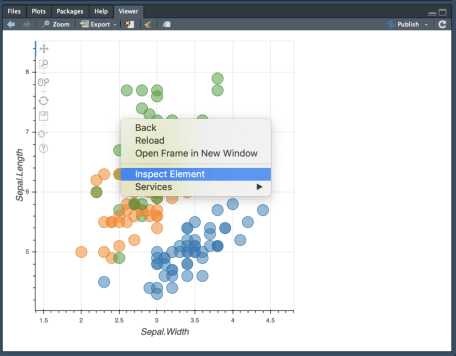 Files Plots Packages Help Viewer
Zoom Export Publish
8
7
6
5
Sepal.Length
Back
Reload
Open Frame in New Window
Inspect Element
Services
1.5 2 2.5 3 3.5 4 4.5
Sepal.Width